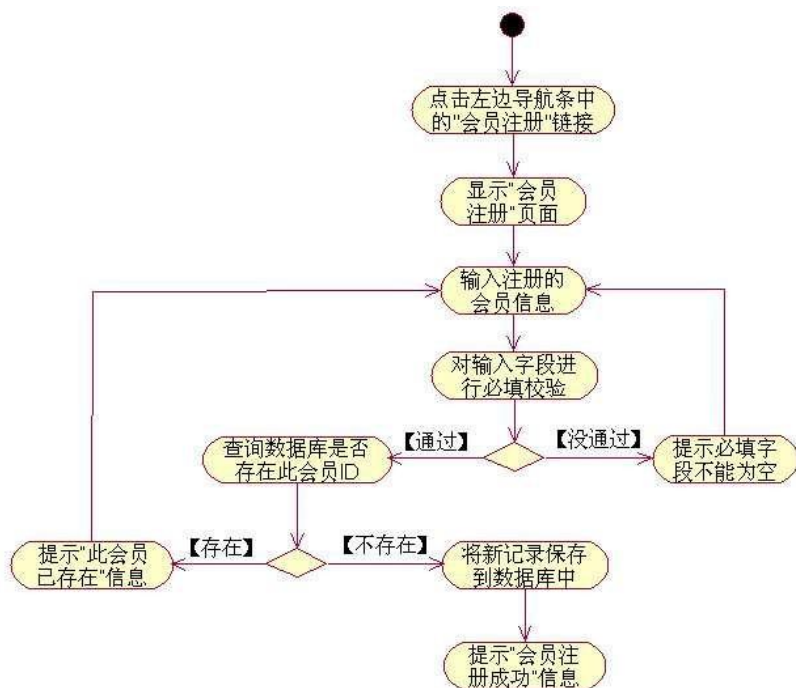 点击左边导航条中
的"会员注册"链接
显示"会员
注册"页面
输入注册的
会员信息
对输入字段进
行必填校验
【通过】
【没通过】
查询数据库是否
存在此会员ID
提示必填字
段不能为空
【存在】
【不存在】
提示"此会员
已存在"信息
将新记录保存
到数据库中
提示"会员注
册成功"信息